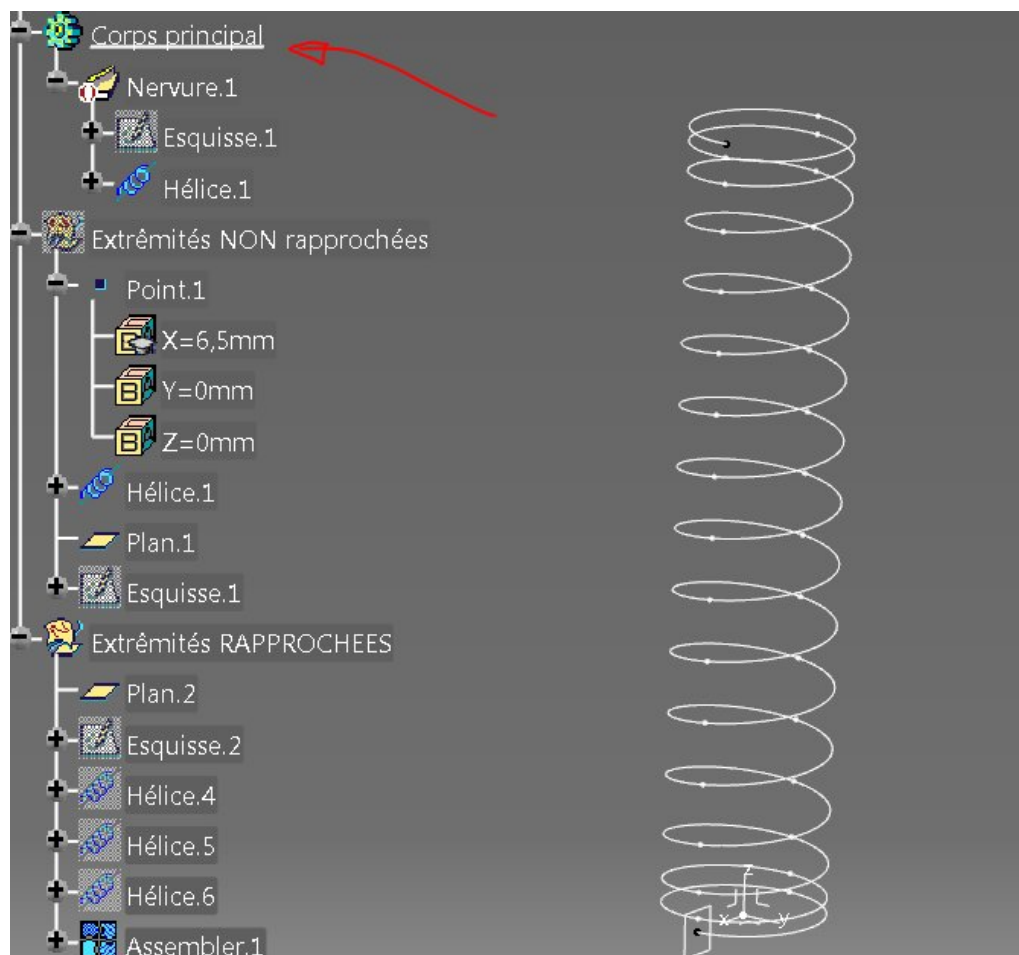 Corps principal
Nervure.1
Esquisse.1
Hélice.1
Extrêmités NON rapprochées
Point.1
X=6,5mm
Y=0mm
Z=0mm
Hélice.1
Plan.1
Esquisse.1
Extrêmités RAPPROCHEES
Plan.2
Esquisse.2
Hélice.4
Hélice.5
Hélice.6
Assembler.1
z
x
y